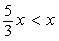 5/3 x < x